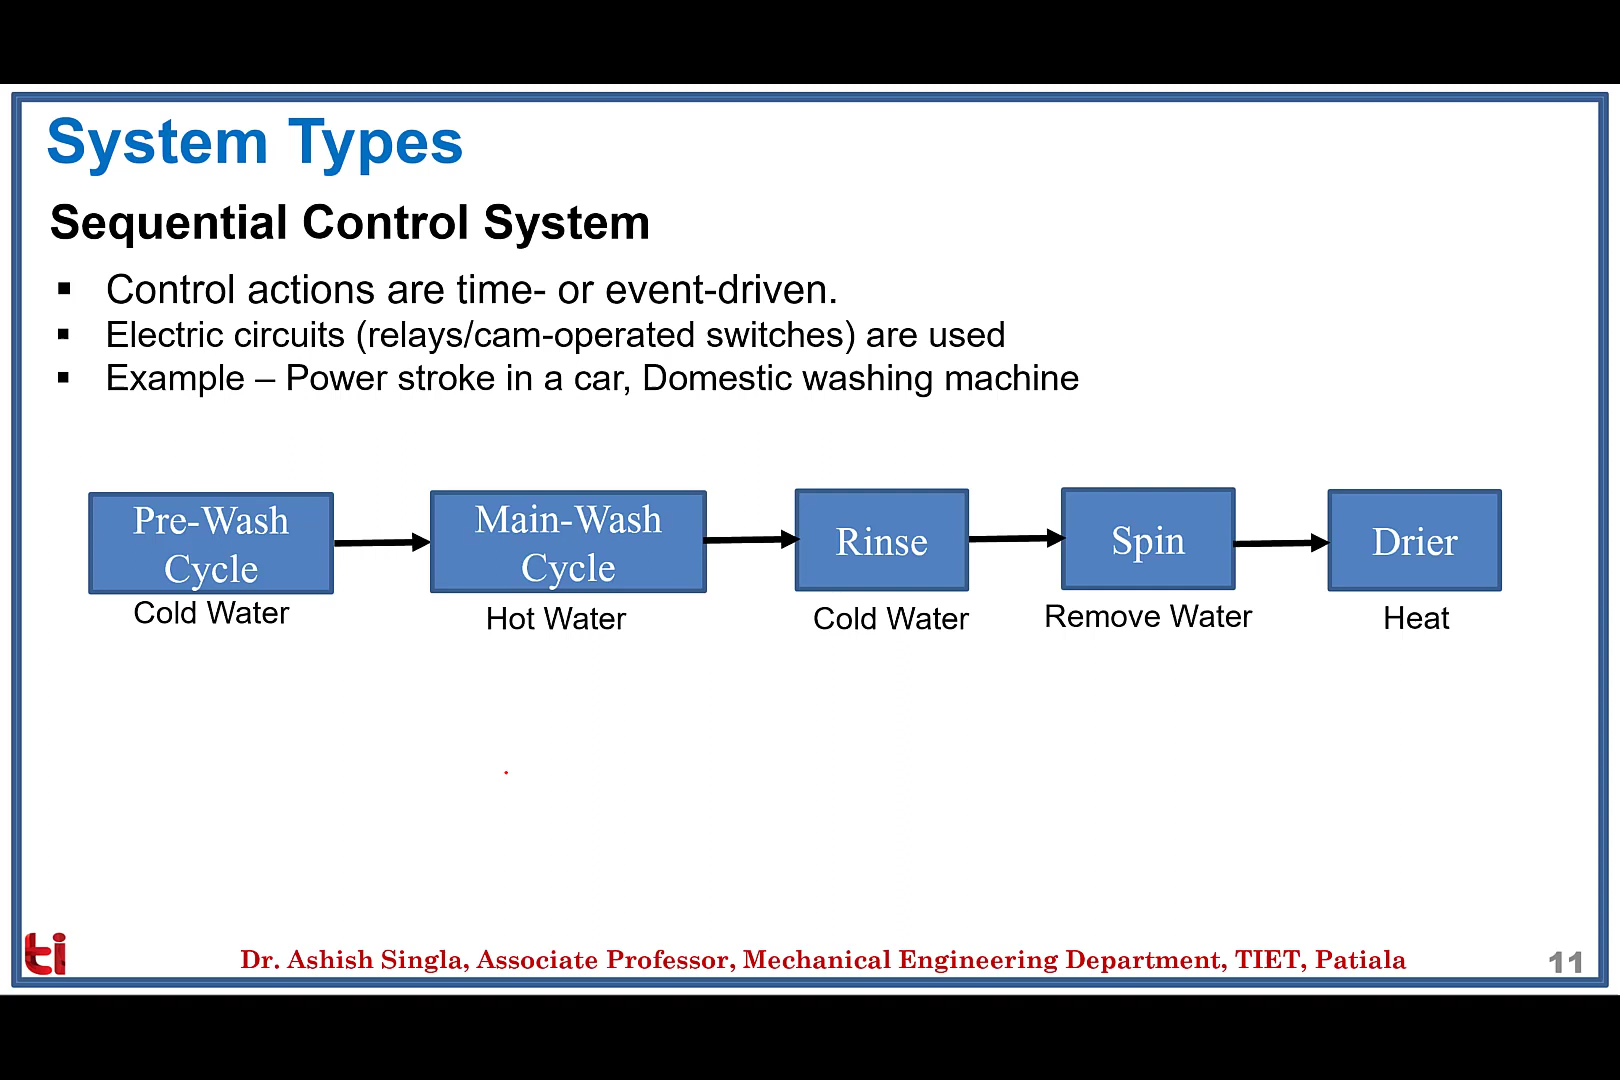 System Types
Sequential Control System
▪ Control actions are time- or event-driven.
▪ Electric circuits (relays/cam-operated switches) are used
▪ Example – Power stroke in a car, Domestic washing machine
Pre-Wash
Cycle
Cold Water
Main-Wash
Cycle
Hot Water
Rinse
Cold Water
Spin
Remove Water
Drier
Heat
ti
Dr. Ashish Singla, Associate Professor, Mechanical Engineering Department, TIET, Patiala
11